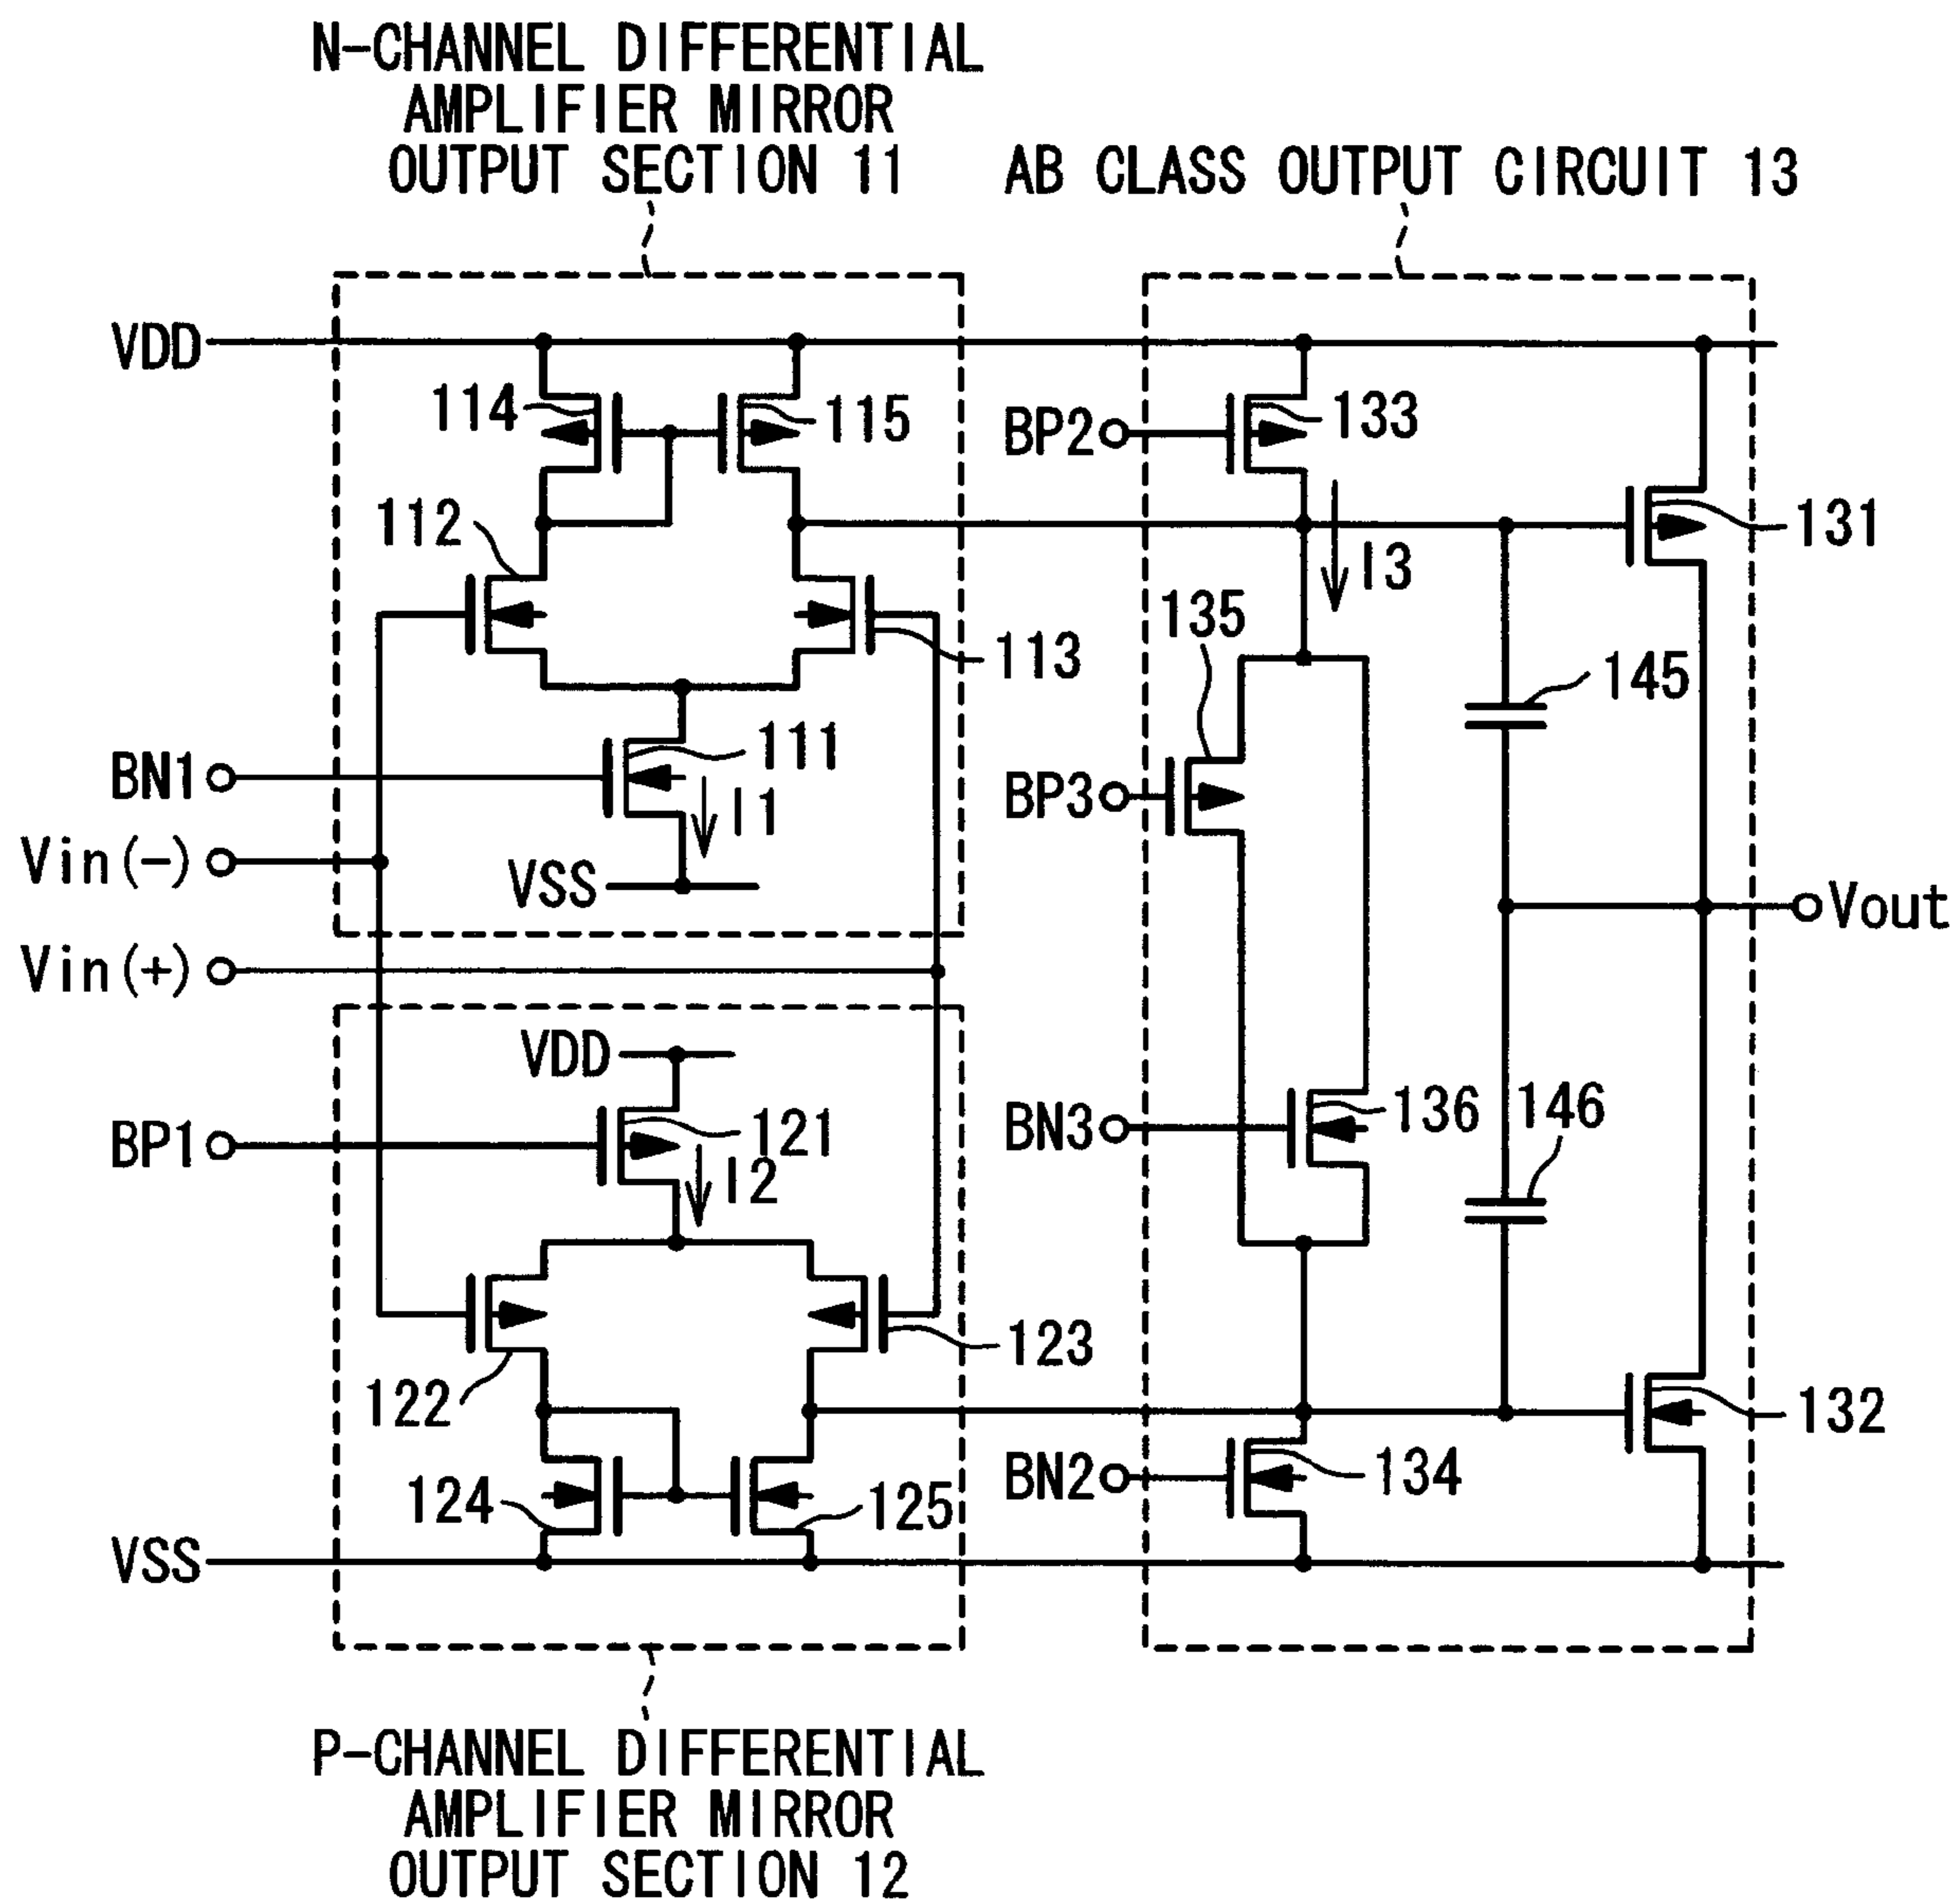 N-CHANNEL DIFFERENTIAL
AMPLIFIER MIRROR
OUTPUT SECTION 11
AB CLASS OUTPUT CIRCUIT 13
VDD
114
115
BP2
133
112
131
I3
135
113
145
111
BN1
I1
BP3
Vin(-)
VSS
Vout
Vin(+)
VDD
BP1
121
I2
BN3
136
146
123
122
132
124
125
BN2
134
VSS
P-CHANNEL DIFFERENTIAL
AMPLIFIER MIRROR
OUTPUT SECTION 12